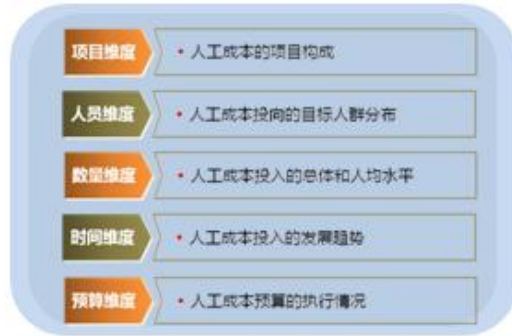 项目维度
• 人工成本的项目构成
人员维度
• 人工成本投向的目标人群分布
数量维度
• 人工成本投入的总体和人均水平
时间维度
• 人工成本投入的发展趋势
预算维度
• 人工成本预算的执行情况